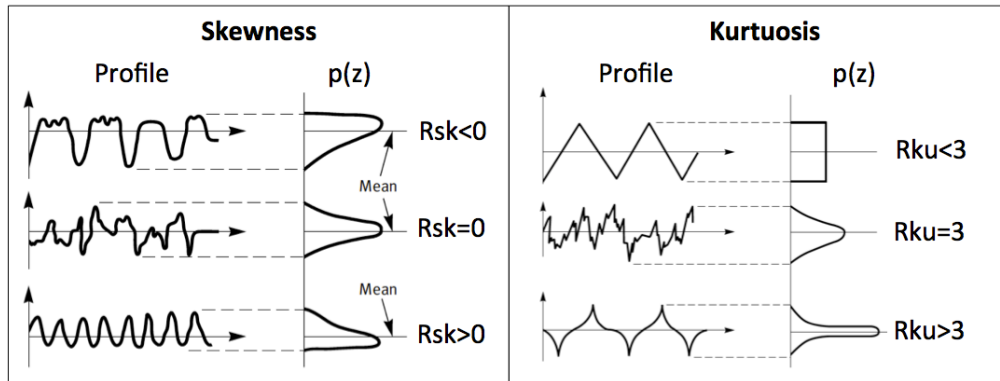 Skewness
Profile p(z)
Rsk<0
Mean
Rsk=0
Mean
Rsk>0
Kurtuosis
Profile p(z)
Rku<3
Rku=3
Rku>3